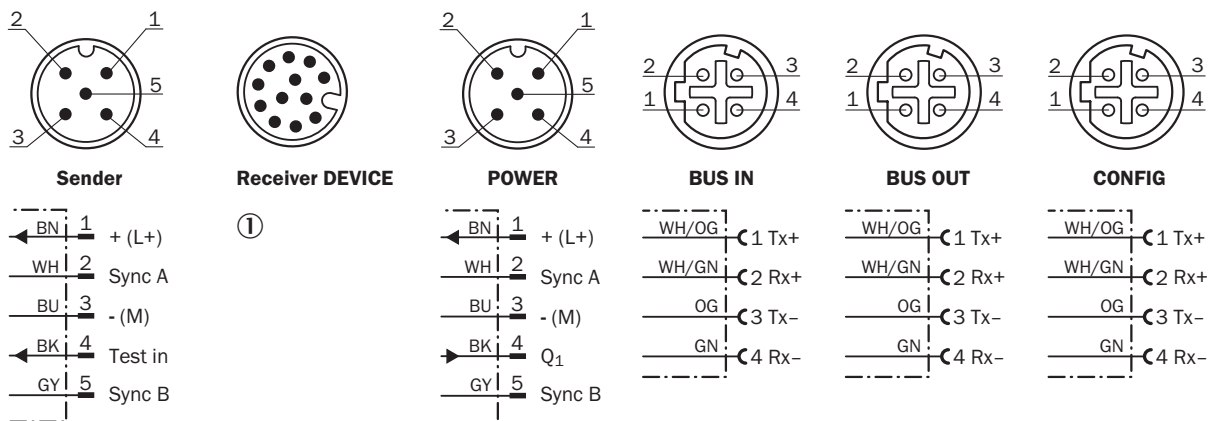 2 1 5 3 4
2 1 5 3 4
2 3 1 4
2 3 1 4
2 3 1 4
Sender
Receiver DEVICE
POWER
BUS IN
BUS OUT
CONFIG
BN 1 + (L+)
WH 2 Sync A
BU 3 - (M)
BK 4 Test in
GY 5 Sync B
①
BN 1 + (L+)
WH 2 Sync A
BU 3 - (M)
BK 4 Q₁
GY 5 Sync B
WH/OG 1 Tx+
WH/GN 2 Rx+
OG 3 Tx–
GN 4 Rx–
WH/OG 1 Tx+
WH/GN 2 Rx+
OG 3 Tx–
GN 4 Rx–
WH/OG 1 Tx+
WH/GN 2 Rx+
OG 3 Tx–
GN 4 Rx–